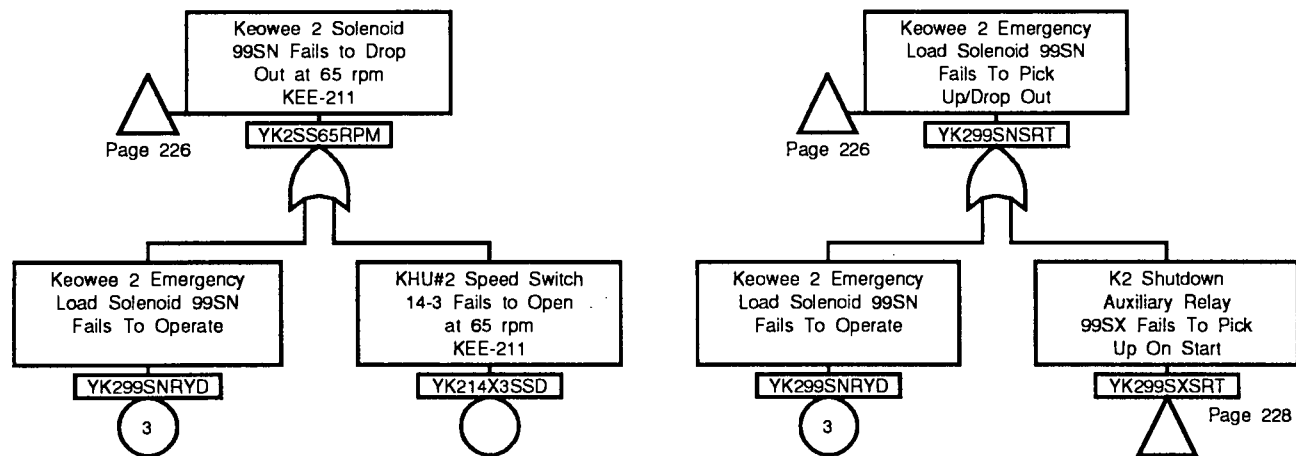 Keowee 2 Solenoid
99SN Fails to Drop
Out at 65 rpm
KEE-211
Page 226
YK2SS65RPM
Keowee 2 Emergency
Load Solenoid 99SN
Fails To Operate
YK299SNRYD
3
KHU#2 Speed Switch
14-3 Fails to Open
at 65 rpm
KEE-211
YK214X3SSD
Keowee 2 Emergency
Load Solenoid 99SN
Fails To Pick
Up/Drop Out
Page 226
YK299SNSRT
Keowee 2 Emergency
Load Solenoid 99SN
Fails To Operate
YK299SNRYD
3
K2 Shutdown
Auxiliary Relay
99SX Fails To Pick
Up On Start
YK299SXSRT
Page 228